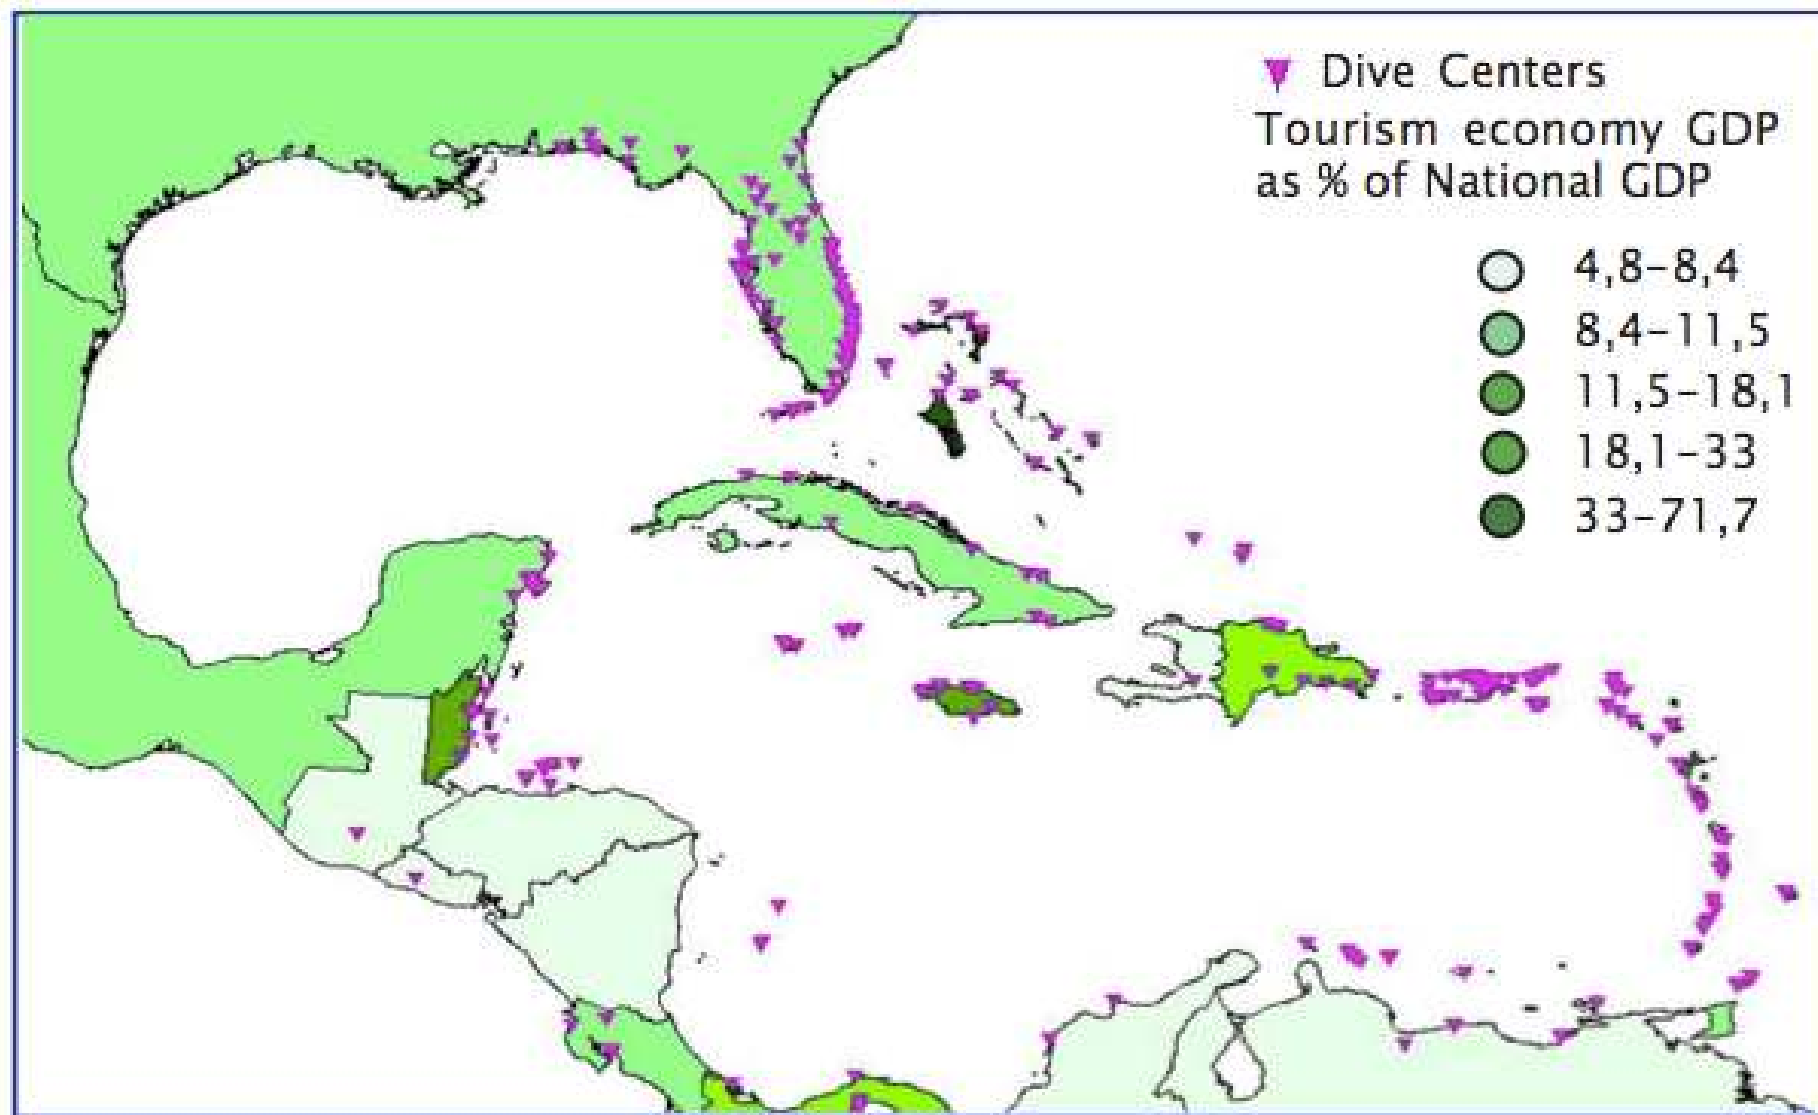 Dive Centers
Tourism economy GDP
as % of National GDP
4,8-8,4
8,4-11,5
11,5-18,1
18,1-33
33-71,7